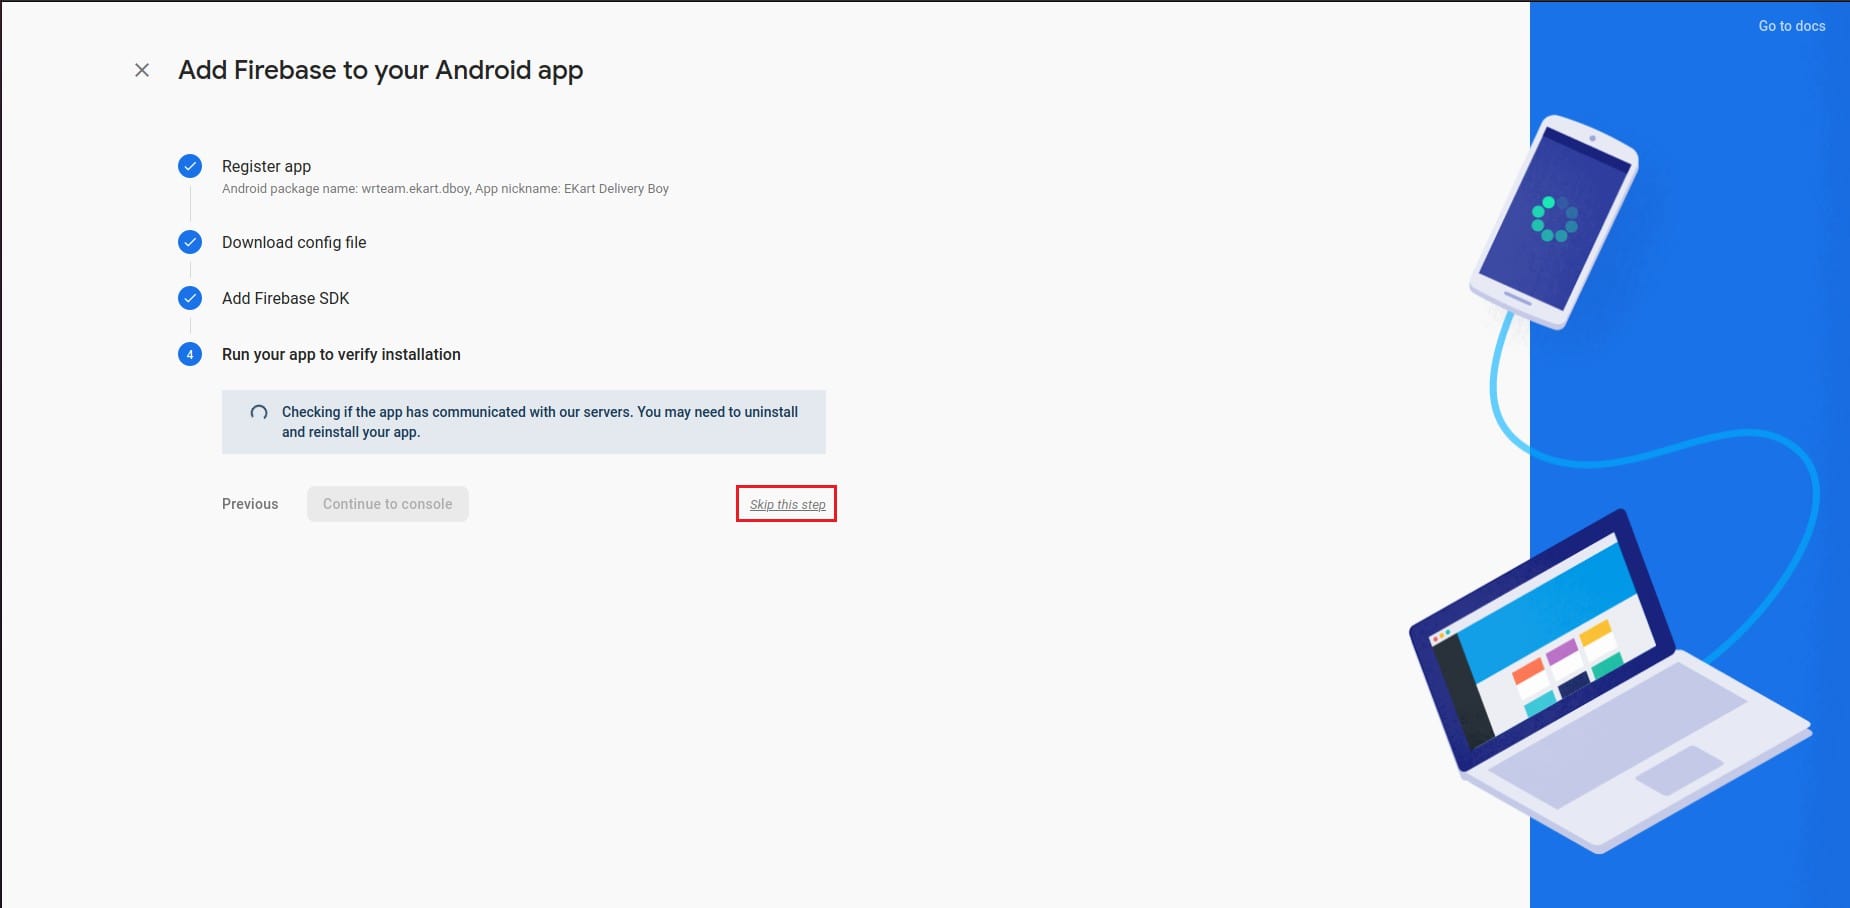 Go to docs
Add Firebase to your Android app
Register app
Android package name: wrteam.ekart.dboy, App nickname: EKart Delivery Boy
Download config file
Add Firebase SDK
4 Run your app to verify installation
Checking if the app has communicated with our servers. You may need to uninstall
and reinstall your app.
Previous Continue to console Skip this step